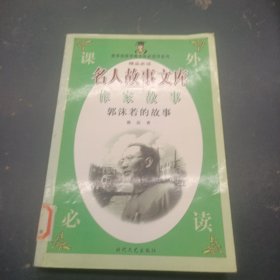 课外
名人故事文库
作家故事
郭沫若的故事
必读
时代文艺出版社